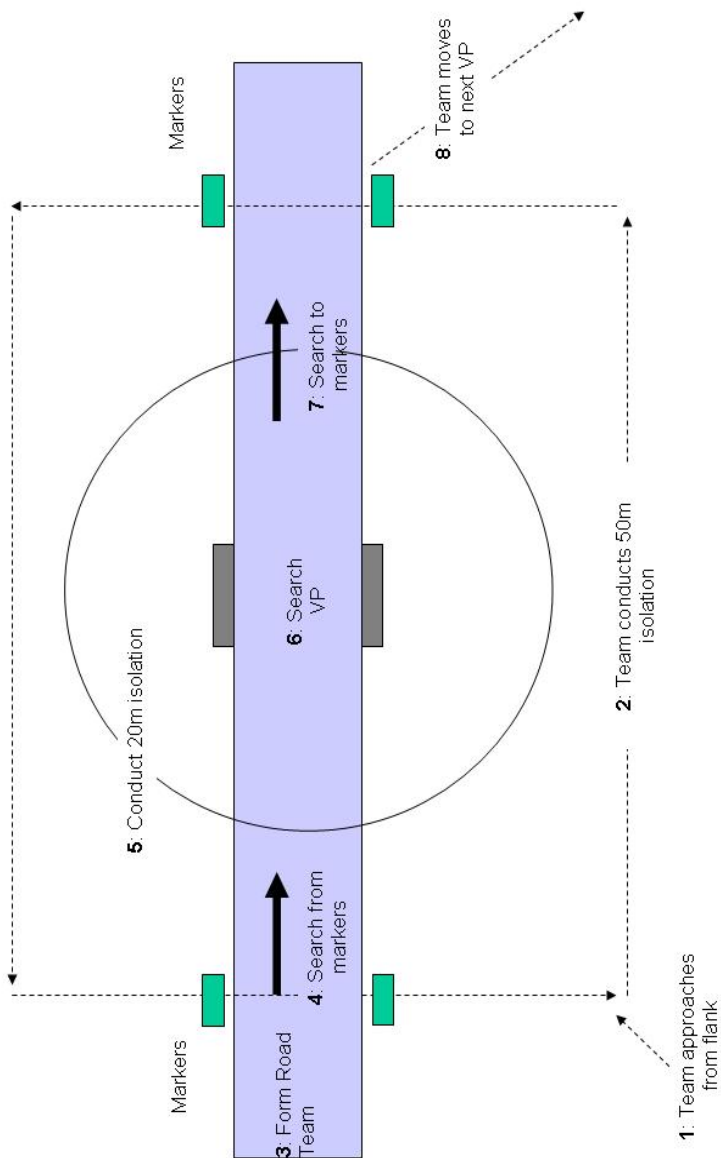 1: Team approaches
from flank
2: Team conducts 50m
isolation
3: Form Road
Team
4: Search from
markers
5: Conduct 20m isolation
6: Search
VP
7: Search to
markers
8: Team moves
to next VP
Markers
Markers